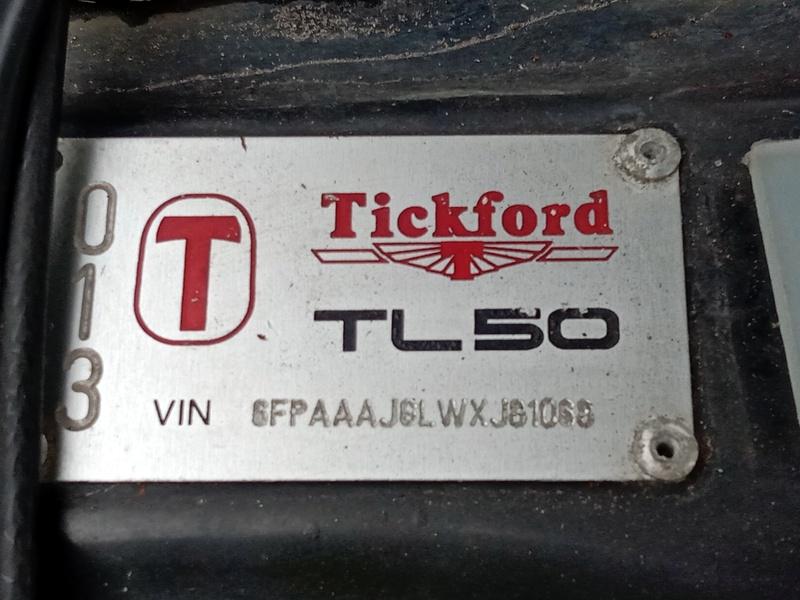 013
T
Tickford
T
TL50
VIN 6FPAAAJGLWXJ61068